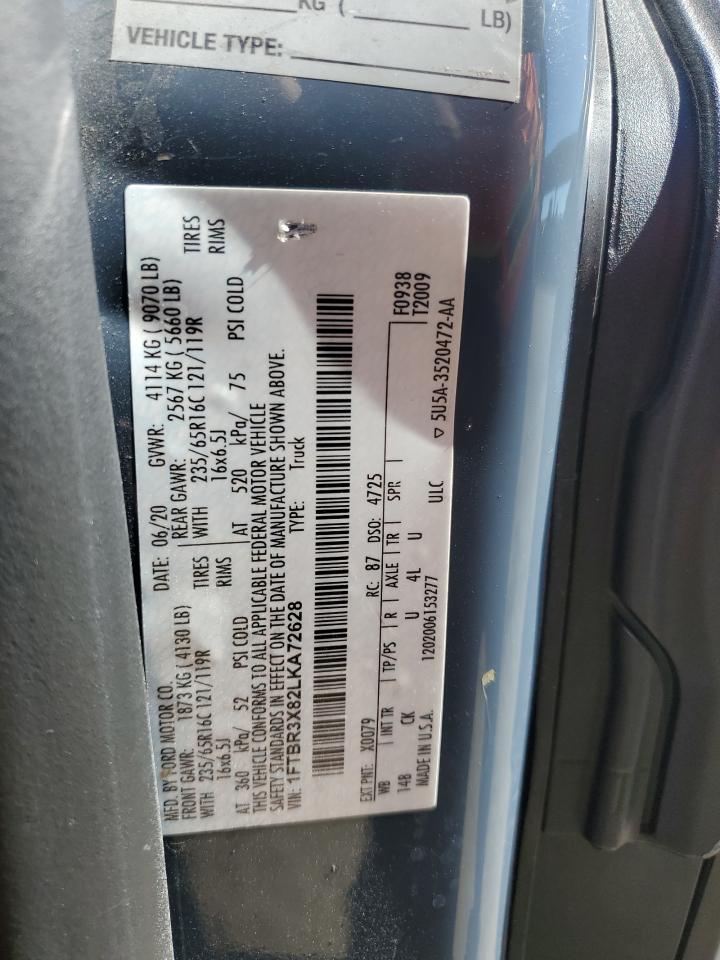 KG ( LB)
VEHICLE TYPE:
MFD. BY FORD MOTOR CO. DATE: 06/20 GVWR: 4114 KG ( 9070 LB)
FRONT GAWR: 1873 KG ( 4130 LB) REAR GAWR: 2567 KG ( 5660 LB)
WITH 235/65R16C 121/119R TIRES WITH 235/65R16C 121/119R TIRES
16x6.5J RIMS 16x6.5J RIMS
AT 360 kPa/ 52 PSI COLD AT 520 kPa/ 75 PSI COLD
THIS VEHICLE CONFORMS TO ALL APPLICABLE FEDERAL MOTOR VEHICLE
SAFETY STANDARDS IN EFFECT ON THE DATE OF MANUFACTURE SHOWN ABOVE.
VIN: 1FTBR3X82LKA72628 TYPE: Truck
EXT PNT: X0079 RC: 87 DSO: 4725
WB INT TR TP/PS R AXLE TR SPR F0938
148 CK U 4L U T2009
MADE IN U.S.A. 1202006153277 ULC ▽ 5U5A-3520472-AA